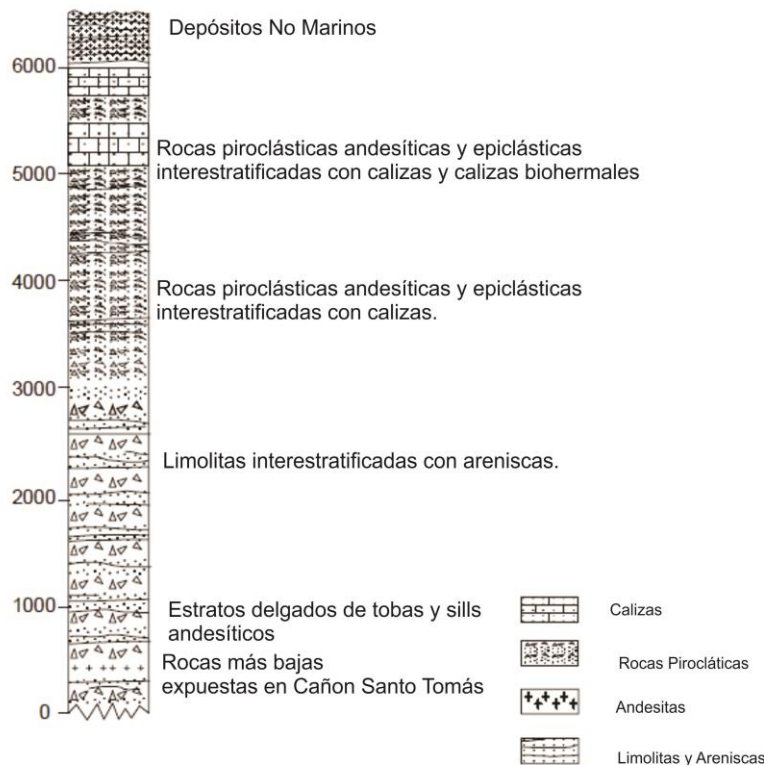 Depósitos No Marinos
6000
Rocas piroclásticas andesíticas y epiclásticas
interestratificadas con calizas y calizas biohermales
5000
4000
Rocas piroclásticas andesíticas y epiclásticas
interestratificadas con calizas.
3000
Limolitas interestratificadas con areniscas.
2000
1000
Estratos delgados de tobas y sills
andesíticos
Rocas más bajas
expuestas en Cañon Santo Tomás
0
Calizas
Rocas Pirocláticas
Andesitas
Limolitas y Areniscas